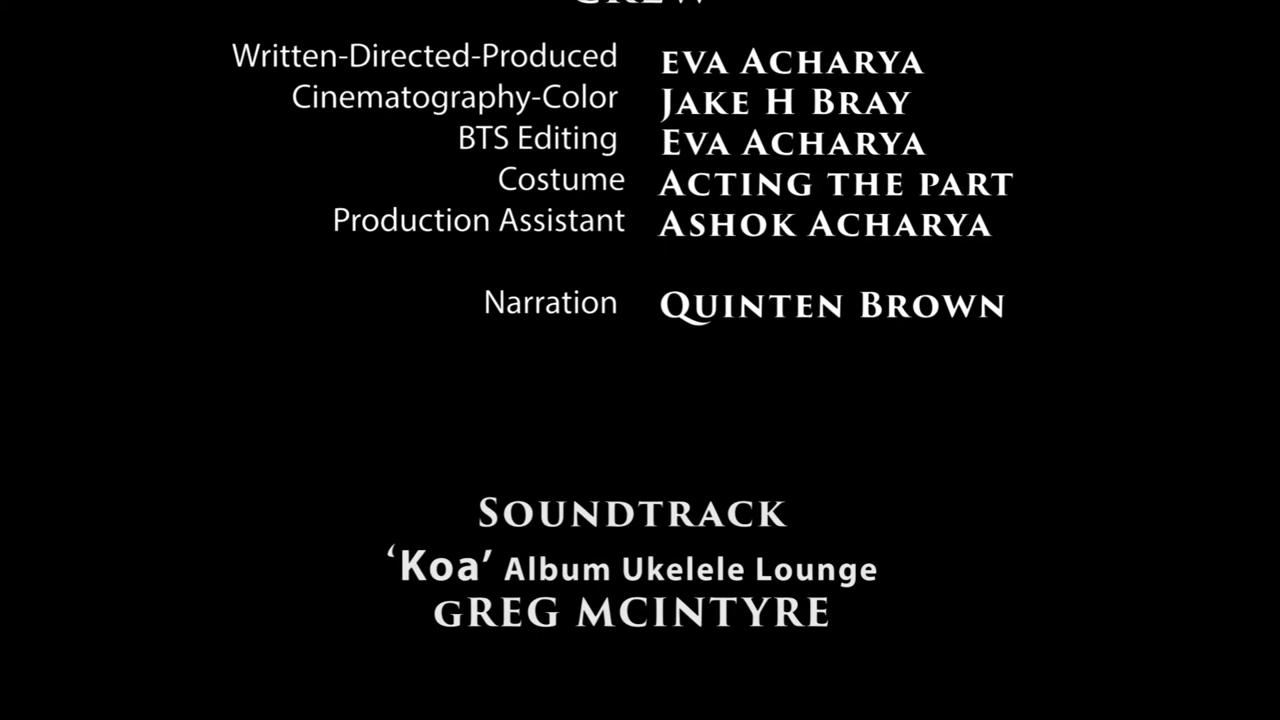 CREW
Written-Directed-Produced EVA ACHARYA
Cinematography-Color JAKE H BRAY
BTS Editing EVA ACHARYA
Costume ACTING THE PART
Production Assistant ASHOK ACHARYA
Narration QUINTEN BROWN
SOUNDTRACK
‘Koa’ Album Ukelele Lounge
GREG MCINTYRE